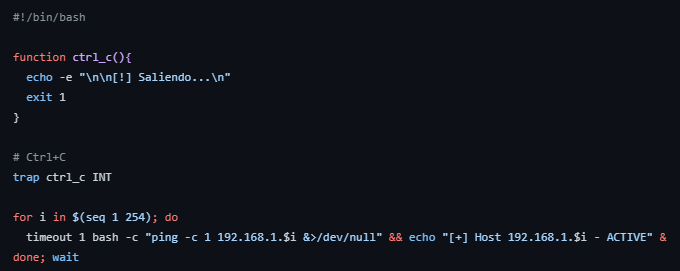 #!/bin/bash
function ctrl_c(){
echo -e "\n\n[!] Saliendo...\n"
exit 1
}
# Ctrl+C
trap ctrl_c INT
for i in $(seq 1 254); do
timeout 1 bash -c "ping -c 1 192.168.1.$i &>/dev/null" && echo "[+] Host 192.168.1.$i - ACTIVE" &
done; wait